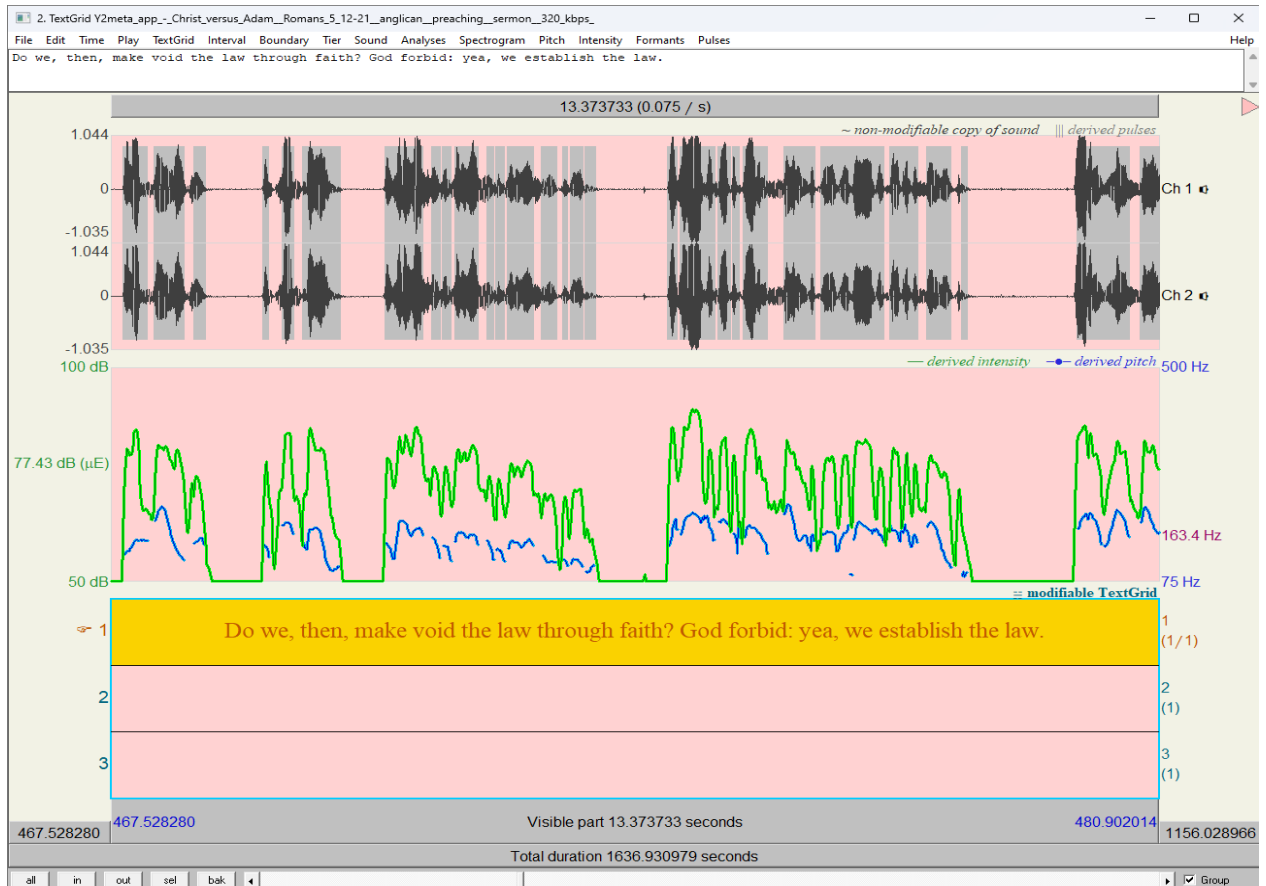 2. TextGrid Y2meta_app_-_Christ_versus_Adam__Romans_5_12-21__anglican__preaching__sermon__320_kbps_
File Edit Time Play TextGrid Interval Boundary Tier Sound Analyses Spectrogram Pitch Intensity Formants Pulses Help
Do we, then, make void the law through faith? God forbid: yea, we establish the law.
13.373733 (0.075 / s)
1.044 ~ non-modifiable copy of sound ||| derived pulses
0 Ch 1
-1.035
1.044
0 Ch 2
-1.035
100 dB — derived intensity derived pitch 500 Hz
77.43 dB (µE)
163.4 Hz
50 dB 75 Hz
modifiable TextGrid
1 Do we, then, make void the law through faith? God forbid: yea, we establish the law. 1
(1/1)
2 2
(1)
3 3
(1)
467.528280 467.528280 Visible part 13.373733 seconds 480.902014 1156.028966
Total duration 1636.930979 seconds
all in out sel bak Group